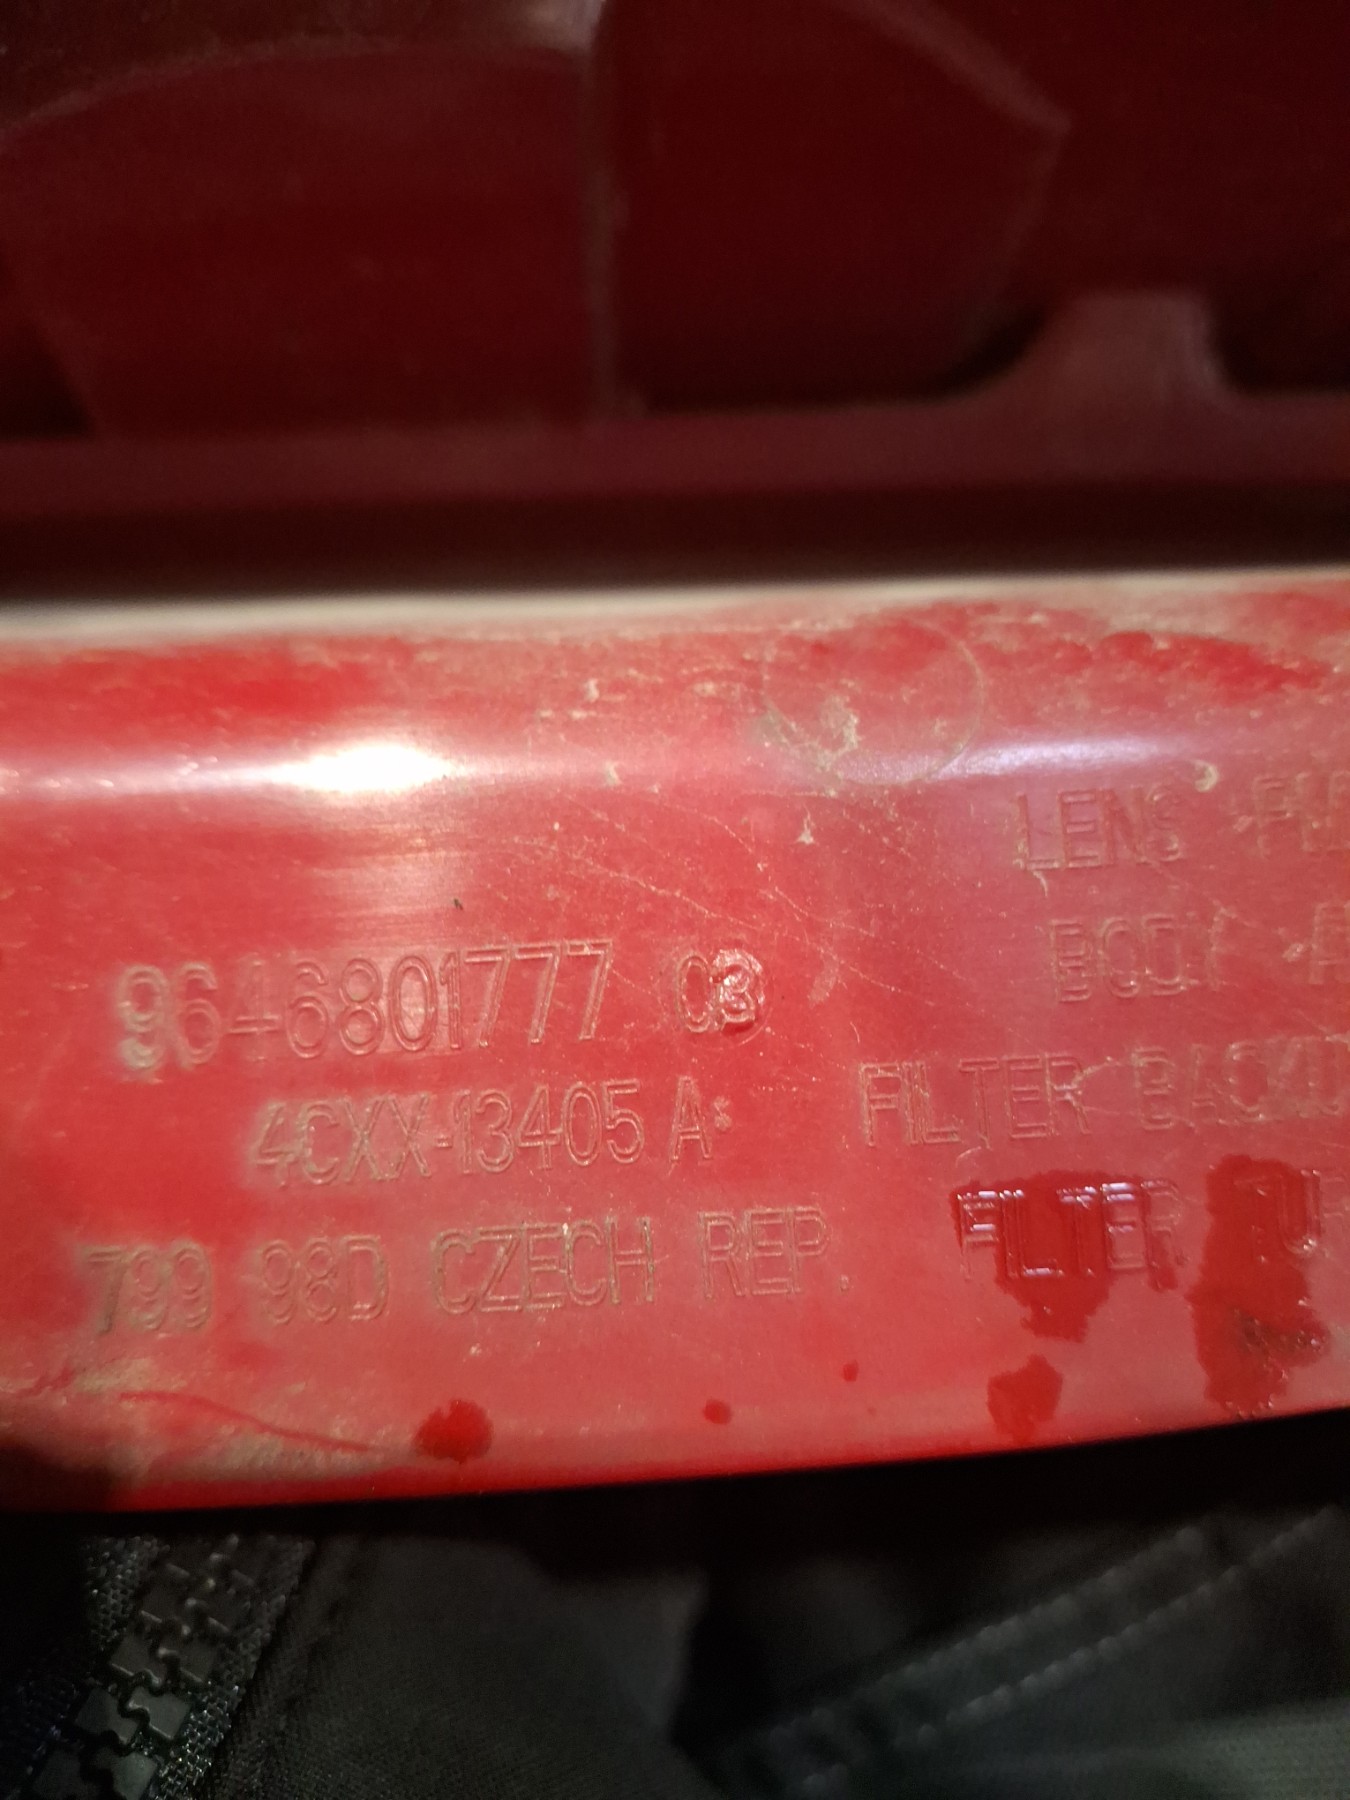 LENS
BODY
9646801777 03
FILTER
4CXX-13405 A
FILTER
799 98D CZECH REP.